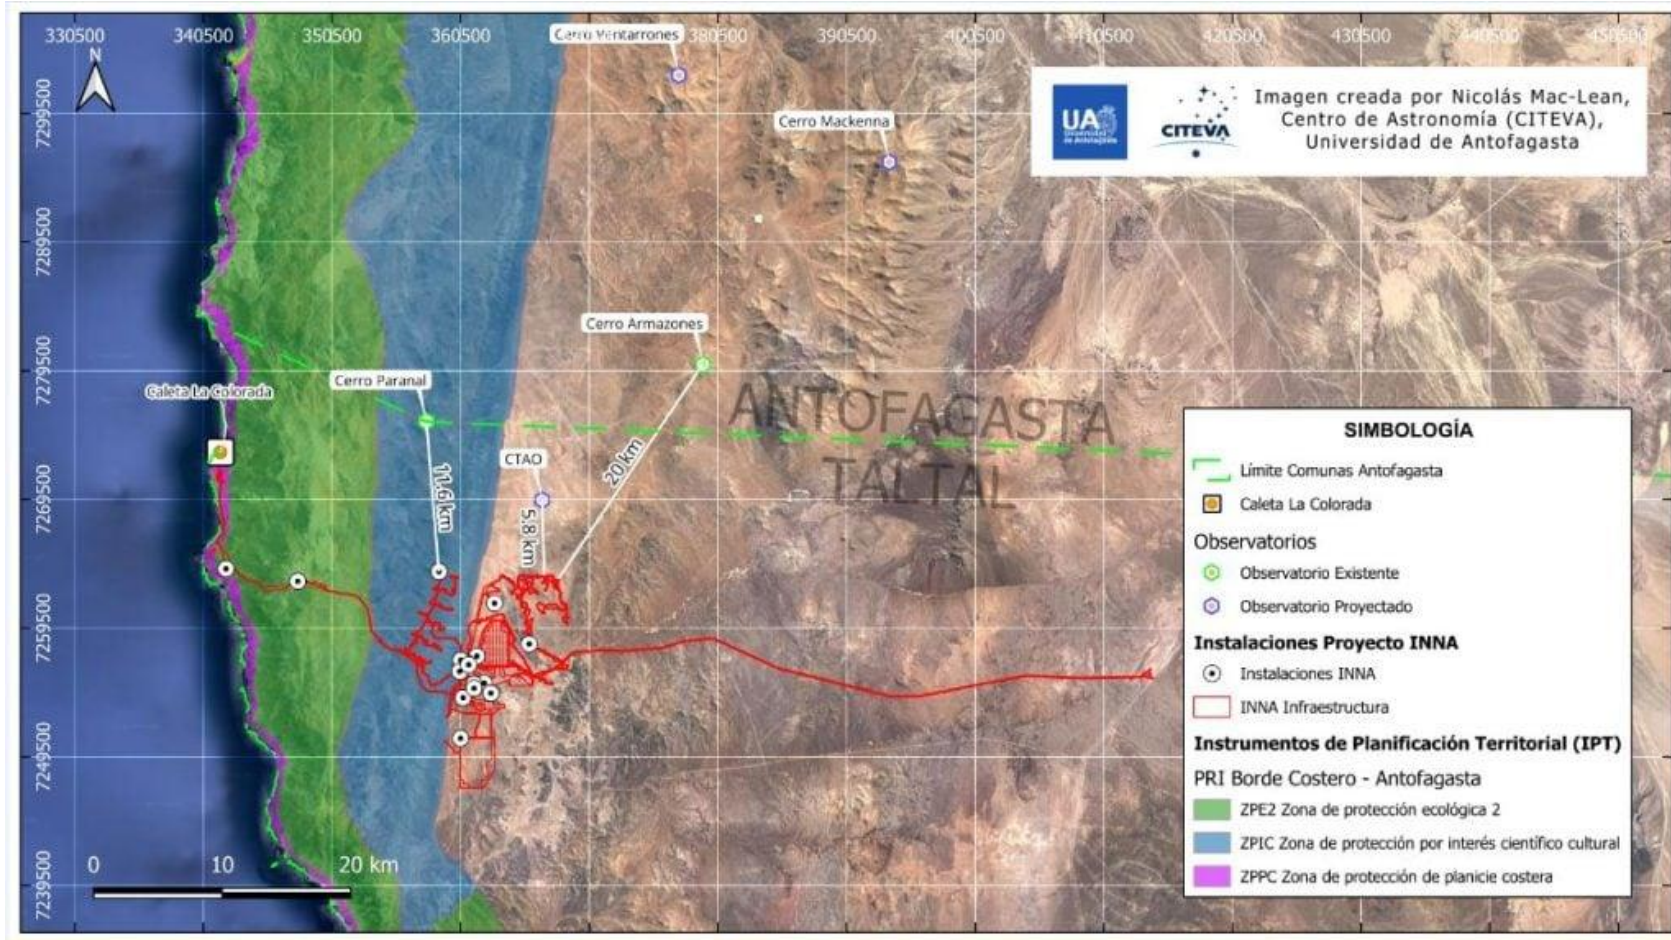 330500 340500 350500 360500 380500 390500 400500 410500 420500 430500 440500 450500
N
Cerro Ventarrones
7299500
Cerro Mackenna
UA
Universidad
de Antofagasta
CITEVA
Imagen creada por Nicolás Mac-Lean,
Centro de Astronomía (CITEVA),
Universidad de Antofagasta
7289500
Cerro Armazones
7279500
Cerro Paranal
Caleta La Colorada
ANTOFAGASTA
TALTAL
CTAO
20 km
11.6 km
5.8 km
7269500
7259500
7249500
7239500
0 10 20 km
SIMBOLOGÍA
Límite Comunas Antofagasta
Caleta La Colorada
Observatorios
Observatorio Existente
Observatorio Proyectado
Instalaciones Proyecto INNA
Instalaciones INNA
INNA Infraestructura
Instrumentos de Planificación Territorial (IPT)
PRI Borde Costero - Antofagasta
ZPE2 Zona de protección ecológica 2
ZPIC Zona de protección por interés científico cultural
ZPPC Zona de protección de planicie costera